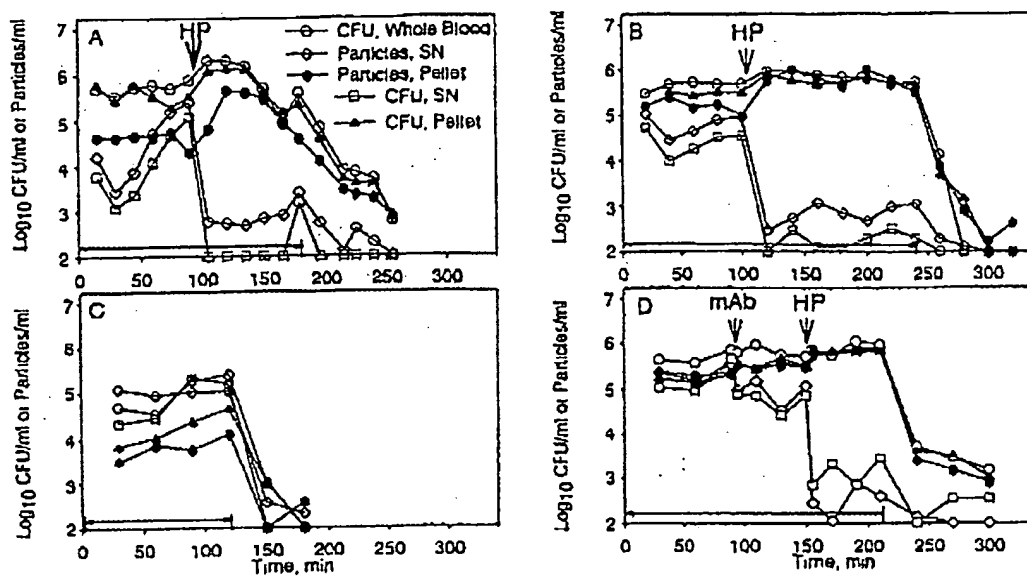 A
HP
CFU, Whole Blood
Particles, SN
Particles, Pellet
CFU, SN
CFU, Pellet
Log10 CFU/ml or Particles/ml
7
6
5
4
3
2
0 50 100 150 200 250 300
B
HP
Log10 CFU/ml or Particles/ml
7
6
5
4
3
2
0 50 100 150 200 250 300
C
Log10 CFU/ml or Particles/ml
6
5
4
3
2
0 50 100 150 200 250 300
Time, min
D
mAb HP
Log10 CFU/ml or Particles/ml
7
6
5
4
3
2
0 50 100 150 200 250 300
Time, min